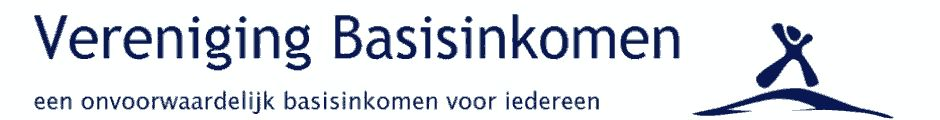 Vereniging Basisinkomen
een onvoorwaardelijk basisinkomen voor iedereen